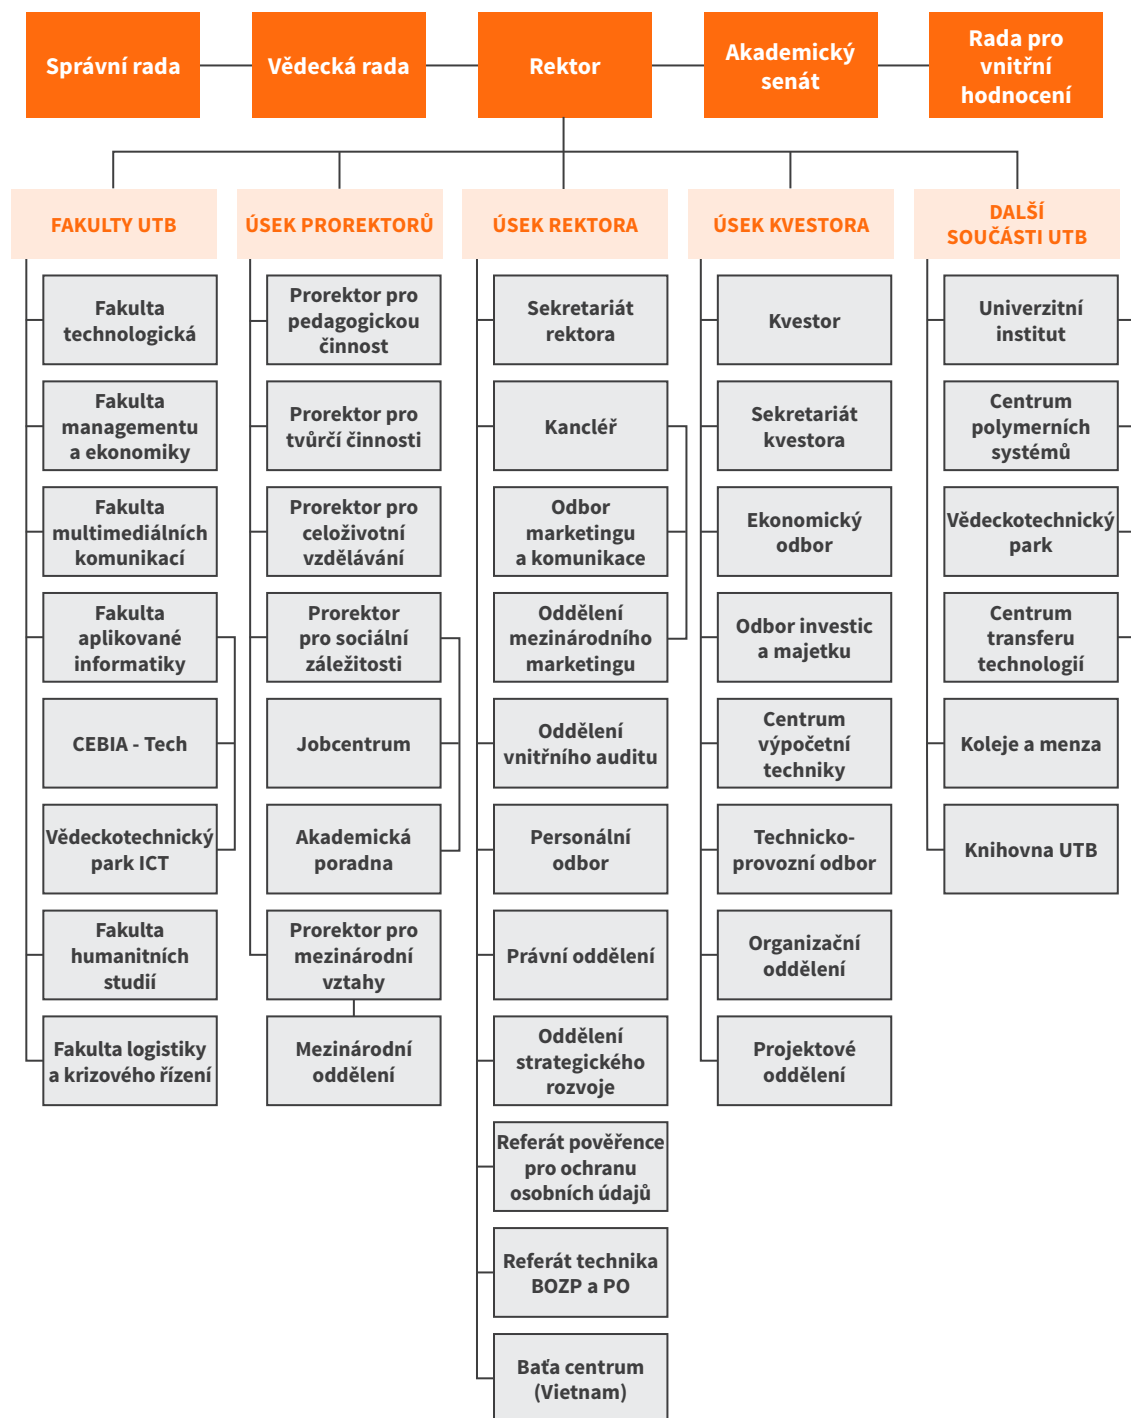 Správní rada
Vědecká rada
Rektor
Akademický
senát
Rada pro
vnitřní
hodnocení
FAKULTY UTB
Fakulta
technologická
Fakulta
managementu
a ekonomiky
Fakulta
multimediálních
komunikací
Fakulta
aplikované
informatiky
CEBIA - Tech
Vědeckotechnický
park ICT
Fakulta
humanitních
studií
Fakulta logistiky
a krizového řízení
ÚSEK PROREKTORŮ
Prorektor pro
pedagogickou
činnost
Prorektor pro
tvůrčí činnosti
Prorektor pro
celoživotní
vzdělávání
Prorektor
pro sociální
záležitosti
Jobcentrum
Akademická
poradna
Prorektor pro
mezinárodní
vztahy
Mezinárodní
oddělení
ÚSEK REKTORA
Sekretariát
rektora
Kancléř
Odbor
marketingu
a komunikace
Oddělení
mezinárodního
marketingu
Oddělení
vnitřního auditu
Personální
odbor
Právní oddělení
Oddělení
strategického
rozvoje
Referát pověřence
pro ochranu
osobních údajů
Referát technika
BOZP a PO
Baťa centrum
(Vietnam)
ÚSEK KVESTORA
Kvestor
Sekretariát
kvestora
Ekonomický
odbor
Odbor investic
a majetku
Centrum
výpočetní
techniky
Technicko-
provozní odbor
Organizační
oddělení
Projektové
oddělení
DALŠÍ
SOUČÁSTI UTB
Univerzitní
institut
Centrum
polymerních
systémů
Vědeckotechnický
park
Centrum
transferu
technologií
Koleje a menza
Knihovna UTB